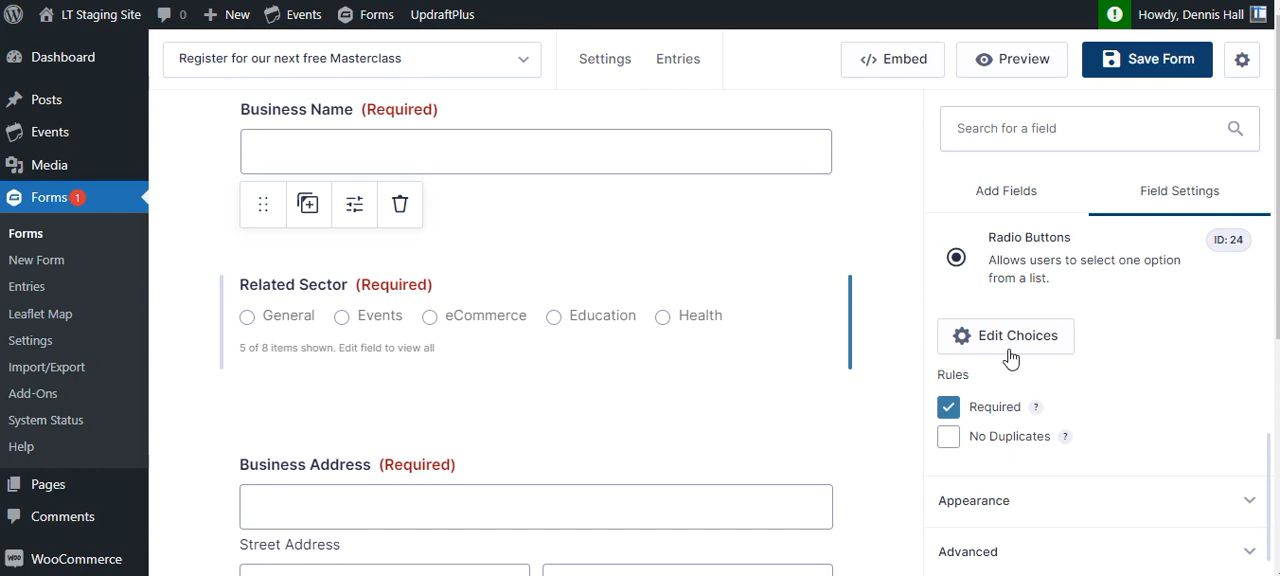 LT Staging Site 0 New Events Forms UpdraftPlus Howdy, Dennis Hall
Dashboard
Posts
Events
Media
Forms 1
Forms
New Form
Entries
Leaflet Map
Settings
Import/Export
Add-Ons
System Status
Help
Pages
Comments
WooCommerce
Register for our next free Masterclass
Settings Entries
</> Embed Preview Save Form
Business Name (Required)
Related Sector (Required)
General Events eCommerce Education Health
5 of 8 items shown. Edit field to view all
Business Address (Required)
Street Address
Search for a field
Add Fields Field Settings
Radio Buttons ID: 24
Allows users to select one option
from a list.
Edit Choices
Rules
Required ?
No Duplicates ?
Appearance
Advanced